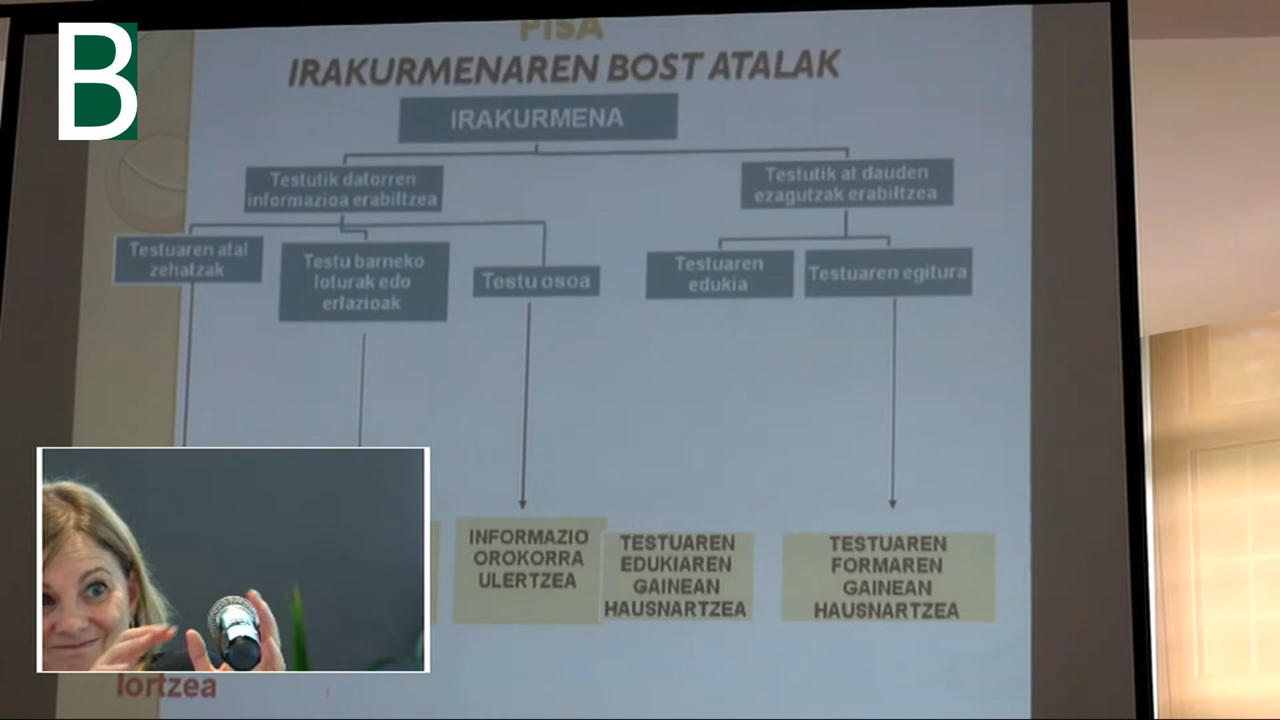 B
PISA
IRAKURMENAREN BOST ATALAK
IRAKURMENA
Testutik datorren
informazioa erabiltzea
Testutik at dauden
ezagutzak erabiltzea
Testuaren atal
zehatzak
Testu barneko
loturak edo
erlazioak
Testu osoa
Testuaren
edukia
Testuaren egitura
INFORMAZIO
OROKORRA
ULERTZEA
TESTUAREN
EDUKIAREN
GAINEAN
HAUSNARTZEA
TESTUAREN
FORMAREN
GAINEAN
HAUSNARTZEA
lortzea